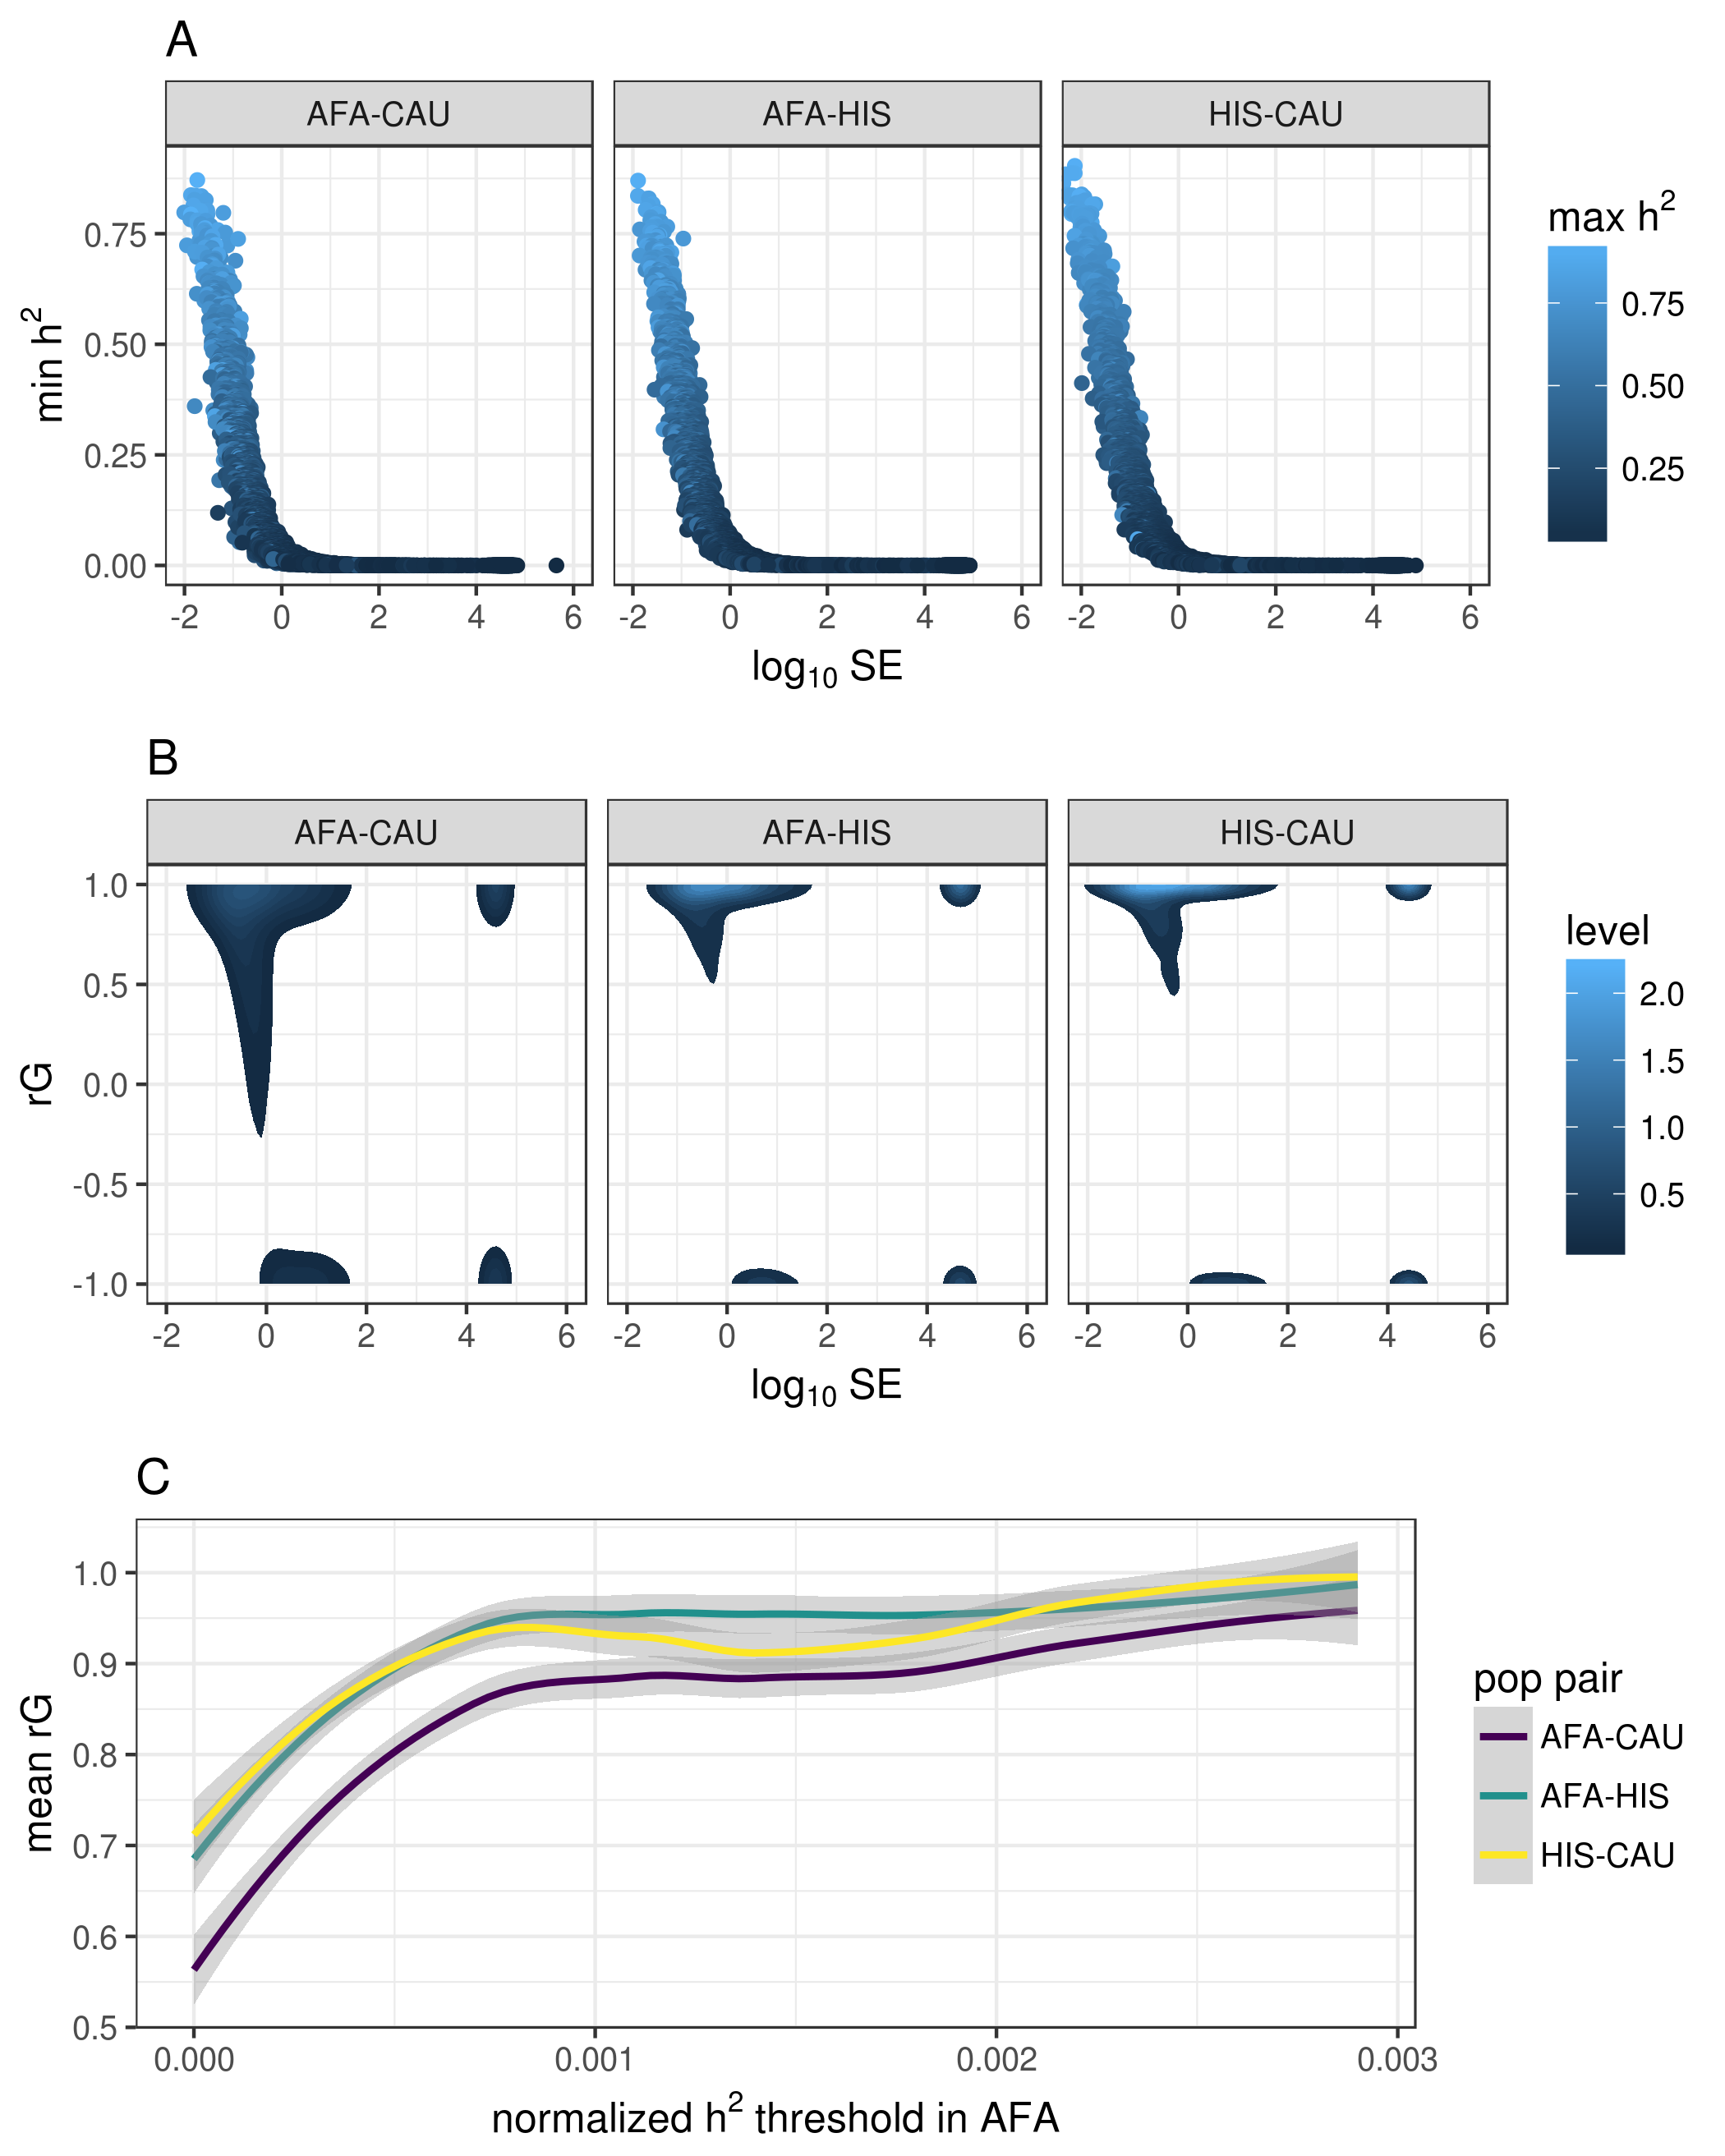 A
AFA-CAU AFA-HIS HIS-CAU
min h²
0.75
0.50
0.25
0.00
-2 0 2 4 6 -2 0 2 4 6 -2 0 2 4 6
log₁₀ SE
max h²
0.75
0.50
0.25
B
AFA-CAU AFA-HIS HIS-CAU
rG
1.0
0.5
0.0
-0.5
-1.0
-2 0 2 4 6 -2 0 2 4 6 -2 0 2 4 6
log₁₀ SE
level
2.0
1.5
1.0
0.5
C
mean rG
1.0
0.9
0.8
0.7
0.6
0.5
0.000 0.001 0.002 0.003
normalized h² threshold in AFA
pop pair
AFA-CAU
AFA-HIS
HIS-CAU